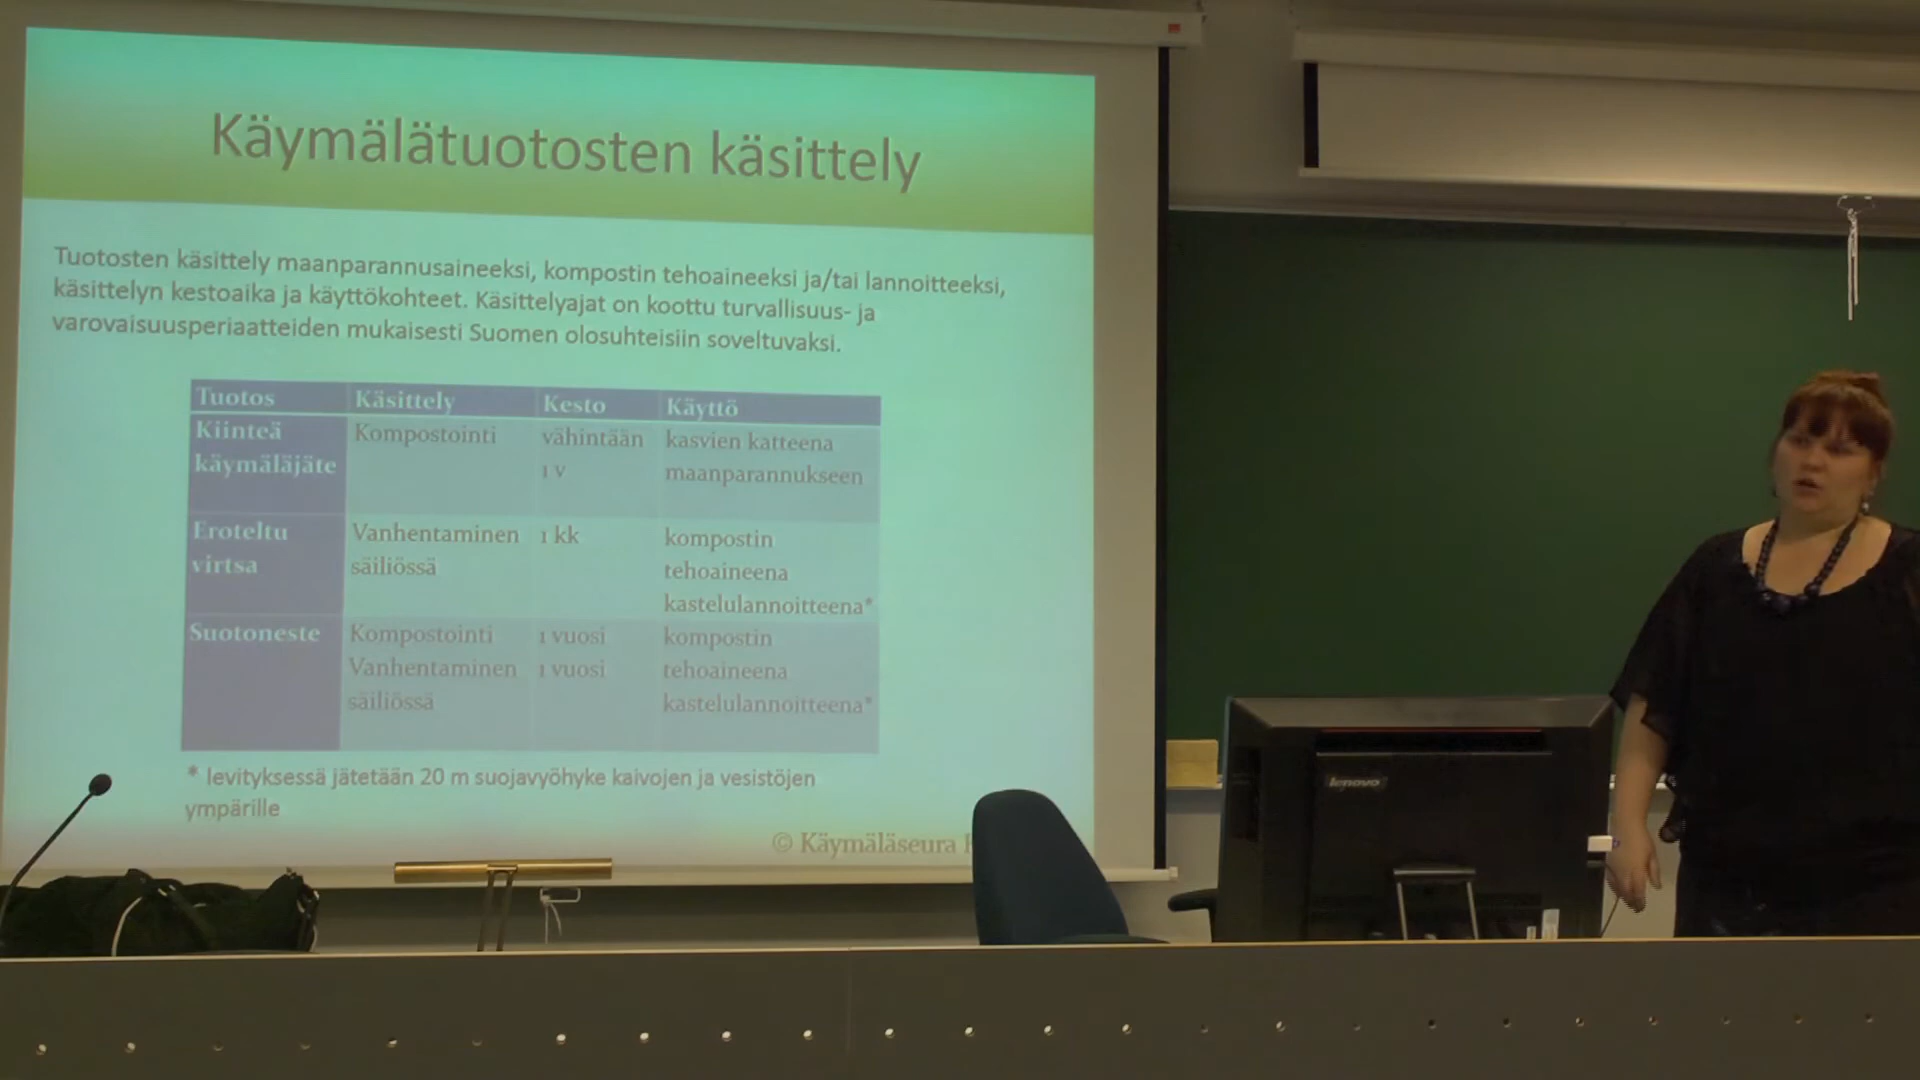 Käymälätuotosten käsittely
Tuotosten käsittely maanparannusaineeksi, kompostin tehoaineeksi ja/tai lannoitteeksi,
käsittelyn kestoaika ja käyttökohteet. Käsittelyajat on koottu turvallisuus- ja
varovaisuusperiaatteiden mukaisesti Suomen olosuhteisiin soveltuvaksi.
Tuotos Käsittely Kesto Käyttö
Kiinteä Kompostointi vähintään kasvien katteena
käymäläjäte 1 v maanparannukseen
Eroteltu Vanhentaminen 1 kk kompostin
virtsa säiliössä tehoaineena
kastelulannoitteena*
Suotoneste Kompostointi 1 vuosi kompostin
Vanhentaminen 1 vuosi tehoaineena
säiliössä kastelulannoitteena*
* levityksessä jätetään 20 m suojavyöhyke kaivojen ja vesistöjen
ympärille
© Käymäläseura
lenovo